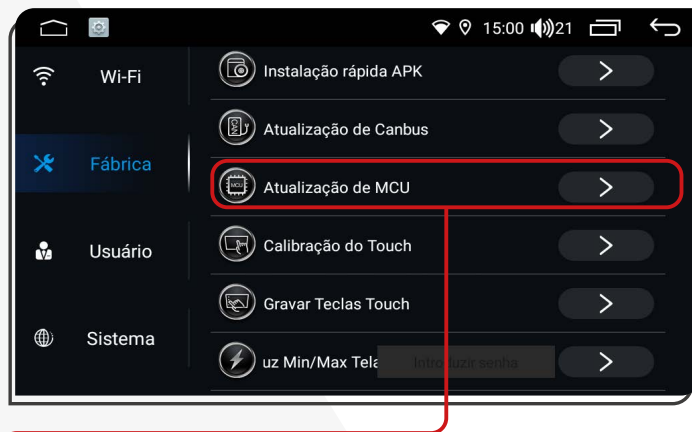 15:00 21
Wi-Fi
Instalação rápida APK
Atualização de Canbus
Fábrica
MCU
Atualização de MCU
Usuário
Calibração do Touch
Gravar Teclas Touch
Sistema
uz Min/Max Tela
Introduzir senha